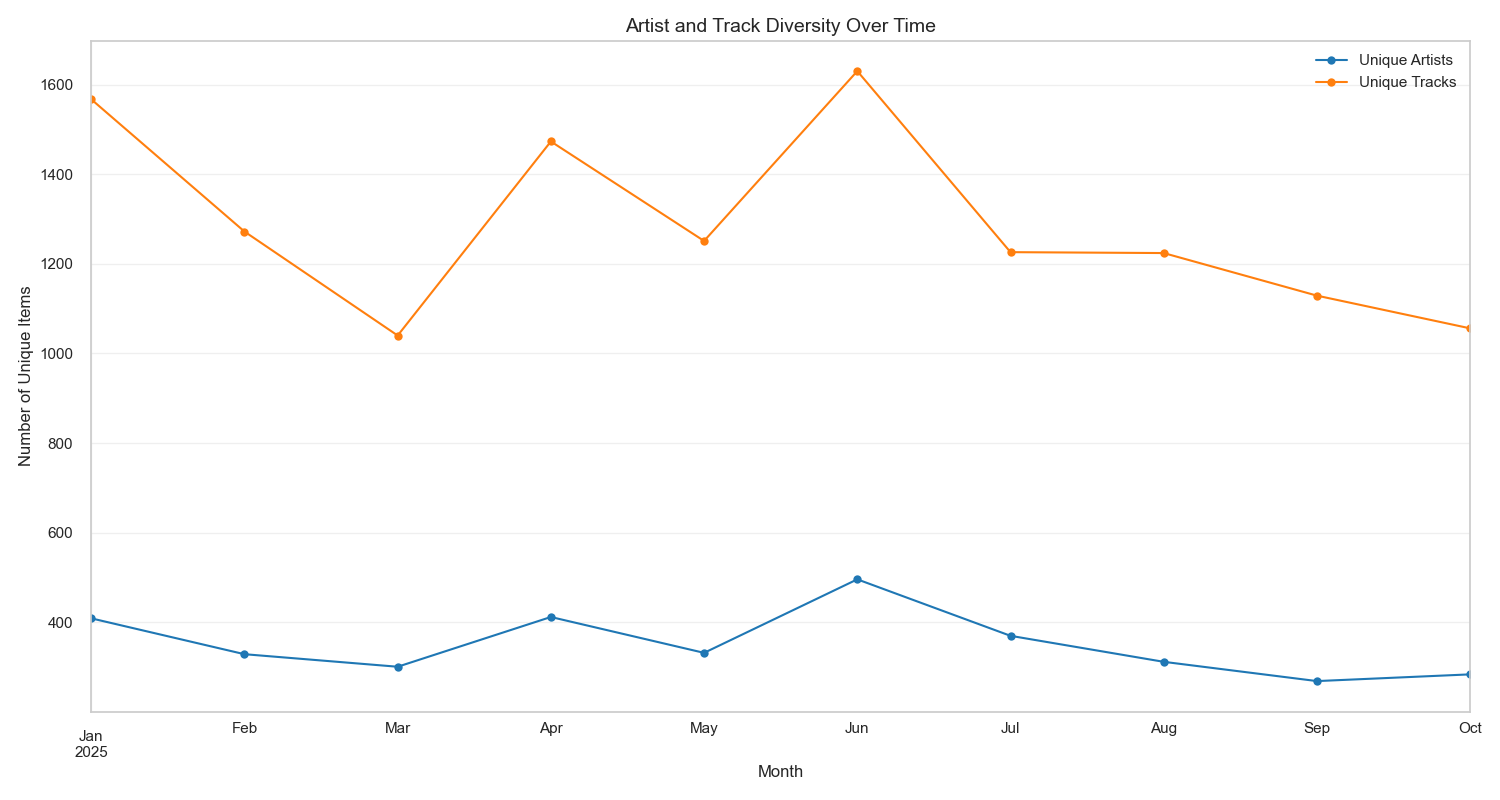 Artist and Track Diversity Over Time
Unique Artists
Unique Tracks
Number of Unique Items
1600
1400
1200
1000
800
600
400
Jan
2025
Feb
Mar
Apr
May
Jun
Jul
Aug
Sep
Oct
Month